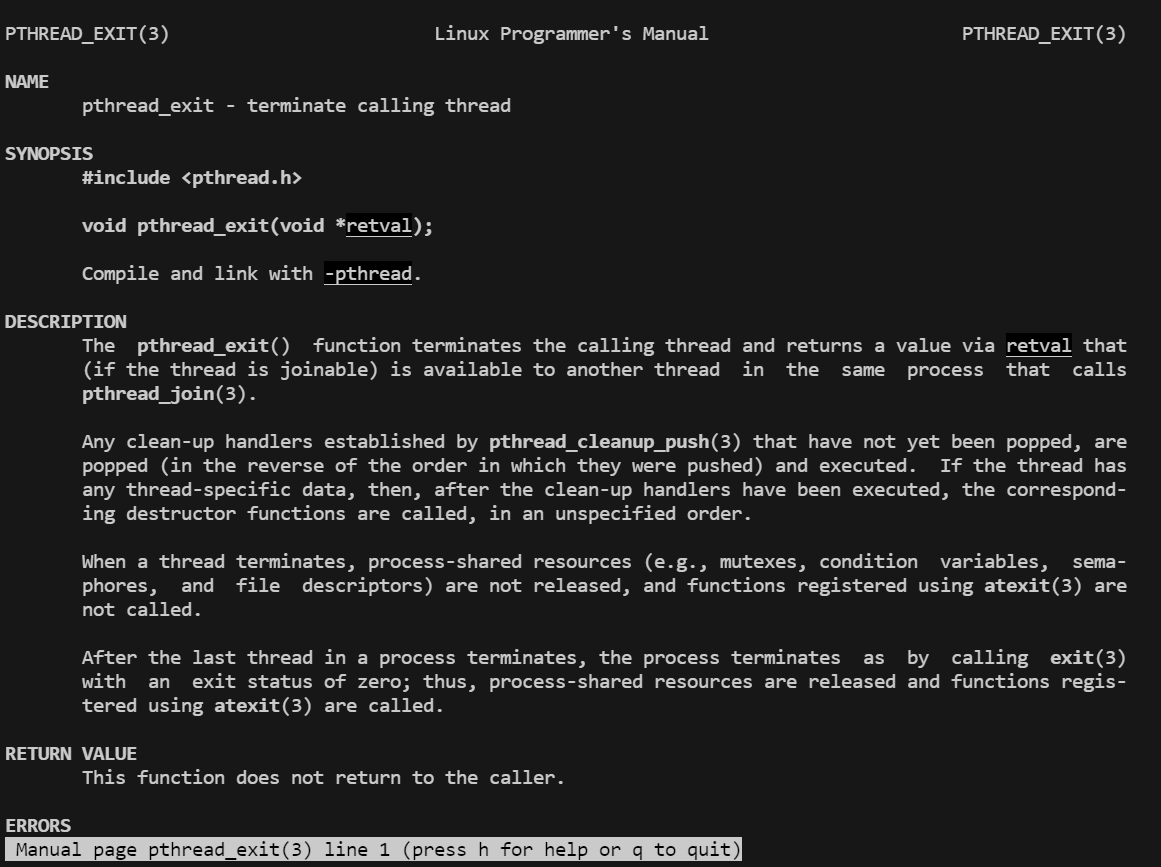 PTHREAD_EXIT(3) Linux Programmer's Manual PTHREAD_EXIT(3)
NAME
pthread_exit - terminate calling thread
SYNOPSIS
#include <pthread.h>
void pthread_exit(void *retval);
Compile and link with -pthread.
DESCRIPTION
The pthread_exit() function terminates the calling thread and returns a value via retval that
(if the thread is joinable) is available to another thread in the same process that calls
pthread_join(3).
Any clean-up handlers established by pthread_cleanup_push(3) that have not yet been popped, are
popped (in the reverse of the order in which they were pushed) and executed. If the thread has
any thread-specific data, then, after the clean-up handlers have been executed, the correspond-
ing destructor functions are called, in an unspecified order.
When a thread terminates, process-shared resources (e.g., mutexes, condition variables, sema-
phores, and file descriptors) are not released, and functions registered using atexit(3) are
not called.
After the last thread in a process terminates, the process terminates as by calling exit(3)
with an exit status of zero; thus, process-shared resources are released and functions regis-
tered using atexit(3) are called.
RETURN VALUE
This function does not return to the caller.
ERRORS
Manual page pthread_exit(3) line 1 (press h for help or q to quit)